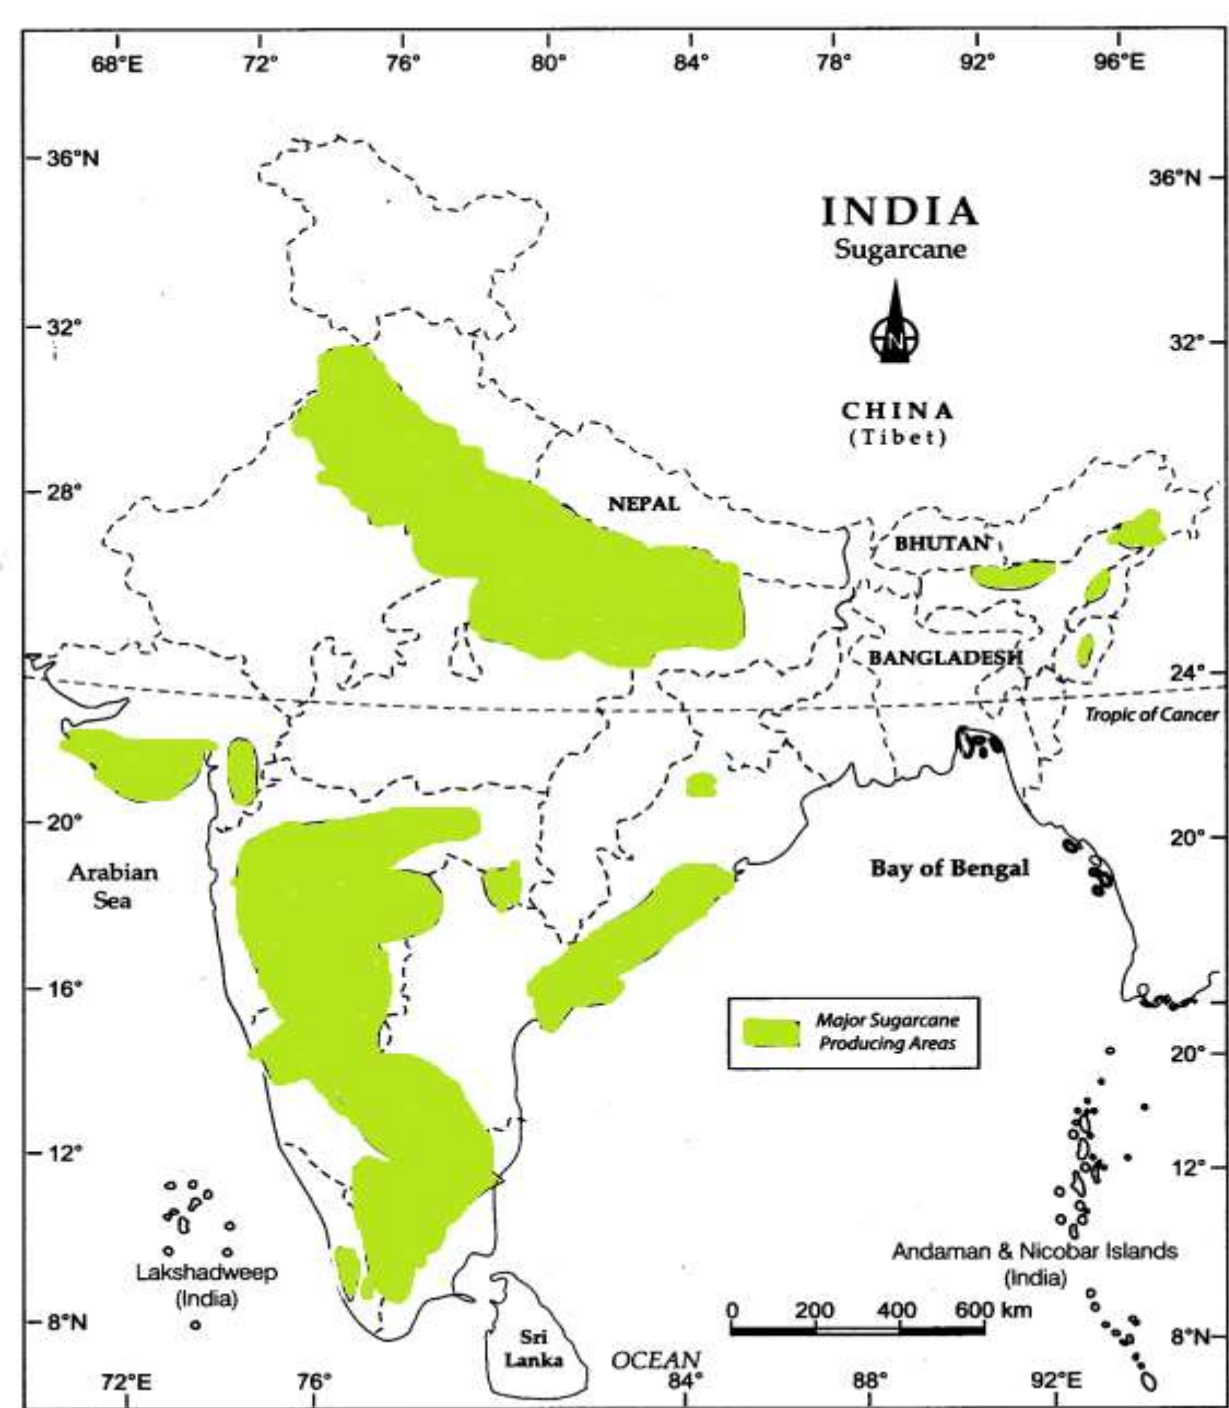 68°E 72° 76° 80° 84° 78° 92° 96°E
36°N
36°N
INDIA
Sugarcane
N
32°
32°
CHINA
(Tibet)
28°
NEPAL
BHUTAN
BANGLADESH
24°
Tropic of Cancer
20°
20°
Arabian
Sea
Bay of Bengal
16°
Major Sugarcane
Producing Areas
20°
12°
12°
Lakshadweep
(India)
Andaman & Nicobar Islands
(India)
0 200 400 600 km
8°N
8°N
Sri
Lanka
OCEAN
72°E 76° 84° 88° 92°E